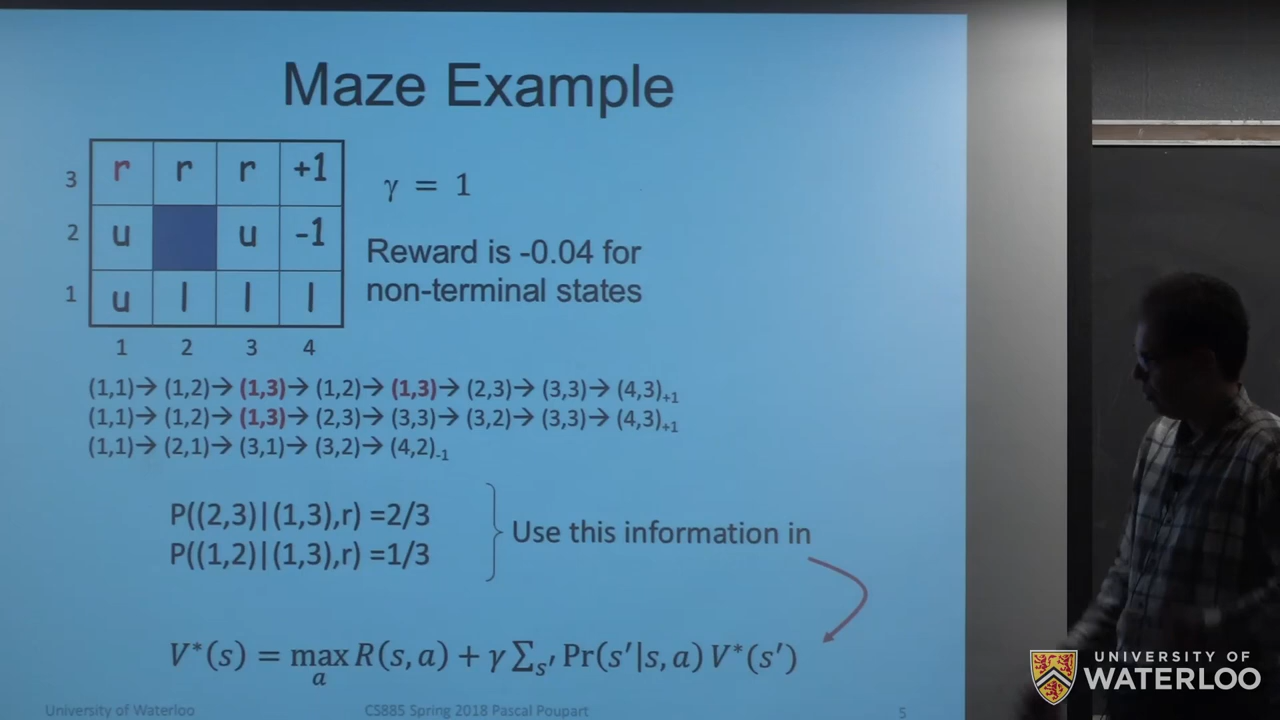 Maze Example
3 r r r +1
2 u u -1
1 u l l l
1 2 3 4
γ = 1
Reward is -0.04 for
non-terminal states
(1,1)→ (1,2)→ (1,3)→ (1,2)→ (1,3)→ (2,3)→ (3,3)→ (4,3)₊₁
(1,1)→ (1,2)→ (1,3)→ (2,3)→ (3,3)→ (3,2)→ (3,3)→ (4,3)₊₁
(1,1)→ (2,1)→ (3,1)→ (3,2)→ (4,2)₋₁
P((2,3)|(1,3),r) =2/3
P((1,2)|(1,3),r) =1/3
Use this information in
V*(s) = max_a R(s, a) + γ ∑_s′ Pr(s′|s, a) V*(s′)
University of Waterloo
CS885 Spring 2018 Pascal Poupart
5
UNIVERSITY OF
WATERLOO